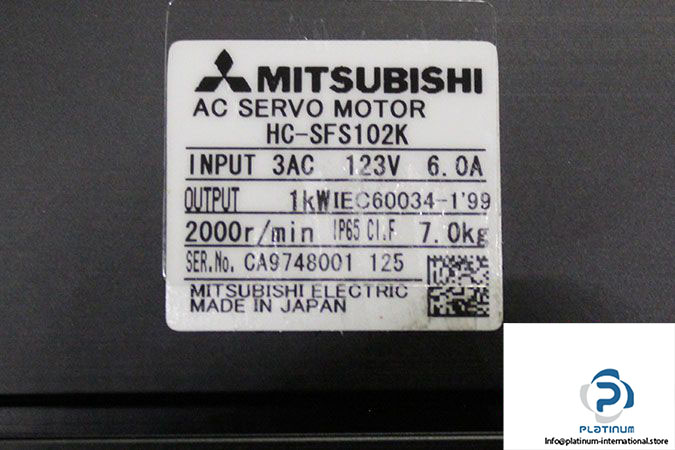 MITSUBISHI
AC SERVO MOTOR
HC-SFS102K
INPUT 3AC 123V 6.0A
OUTPUT 1kW IEC60034-1'99
2000r/min IP65 CI.F 7.0kg
SER.No. CA9748001 125
MITSUBISHI ELECTRIC
MADE IN JAPAN
PLATINUM
info@platinum-international.store